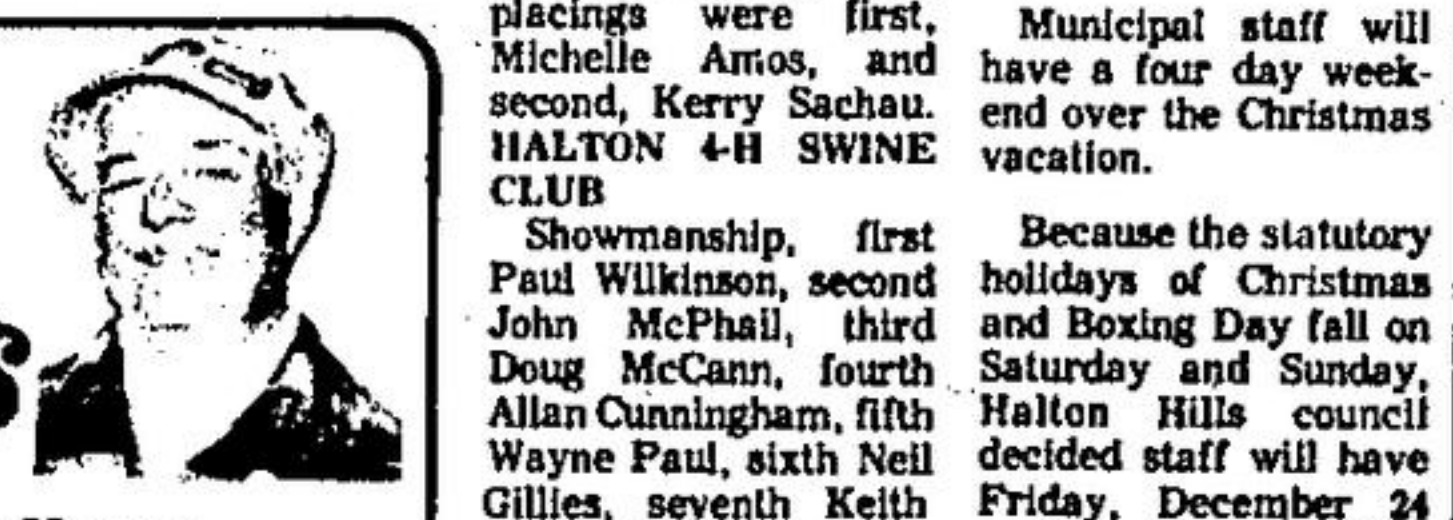 placings were first,
Michelle Amos, and
second, Kerry Sachau.
HALTON 4-H SWINE
CLUB
Showmanship, first
Paul Wilkinson, second
John McPhail, third
Doug McCann, fourth
Allan Cunningham, fifth
Wayne Paul, sixth Neil
Gillies, seventh Keith
Municipal staff will
have a four day week-
end over the Christmas
vacation.
Because the statutory
holidays of Christmas
and Boxing Day fall on
Saturday and Sunday,
Halton Hills council
decided staff will have
Friday, December 24